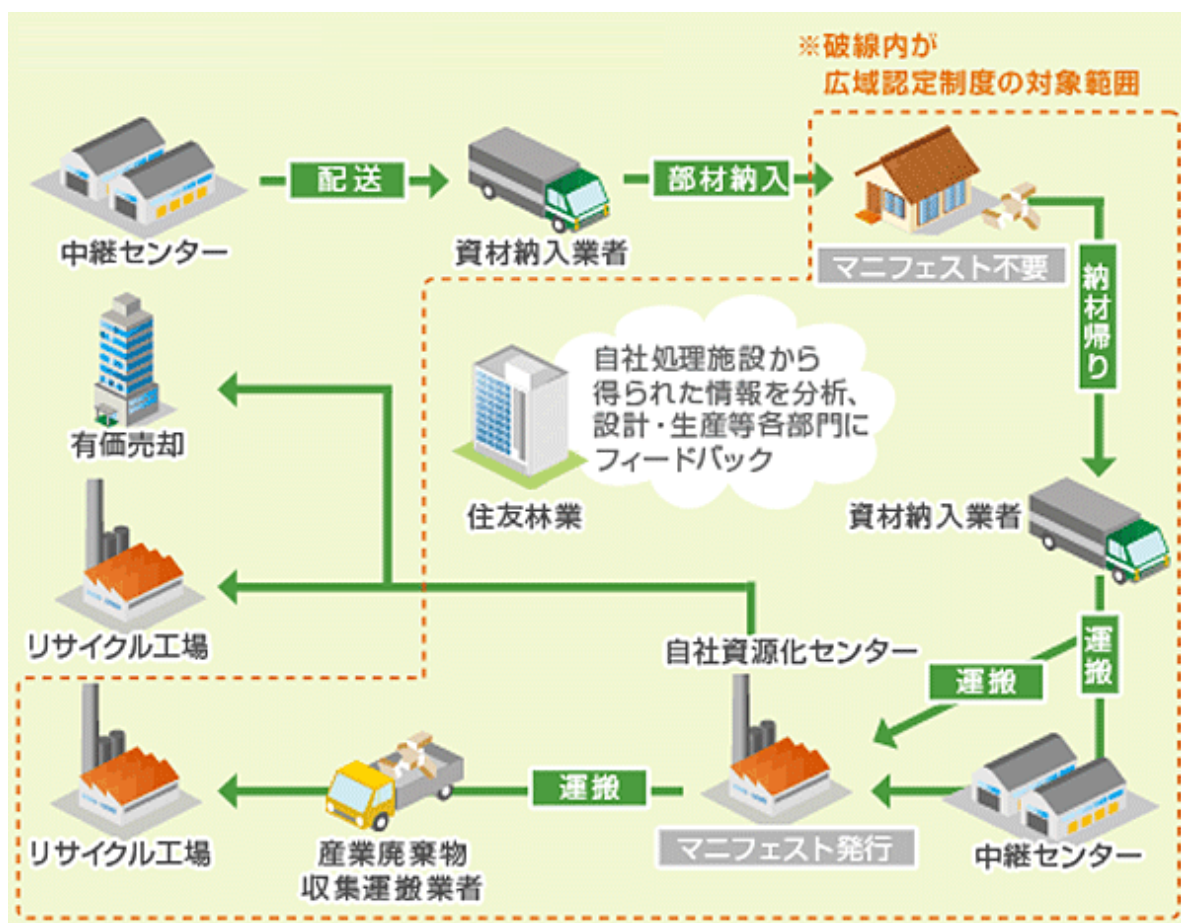 ※破線内が
広域認定制度の対象範囲
中継センター
配送
資材納入業者
部材納入
マニフェスト不要
納材帰り
有価売却
自社処理施設から
得られた情報を分析、
設計・生産等各部門に
フィードバック
住友林業
資材納入業者
リサイクル工場
自社資源化センター
運搬
運搬
リサイクル工場
産業廃棄物
収集運搬業者
運搬
マニフェスト発行
中継センター